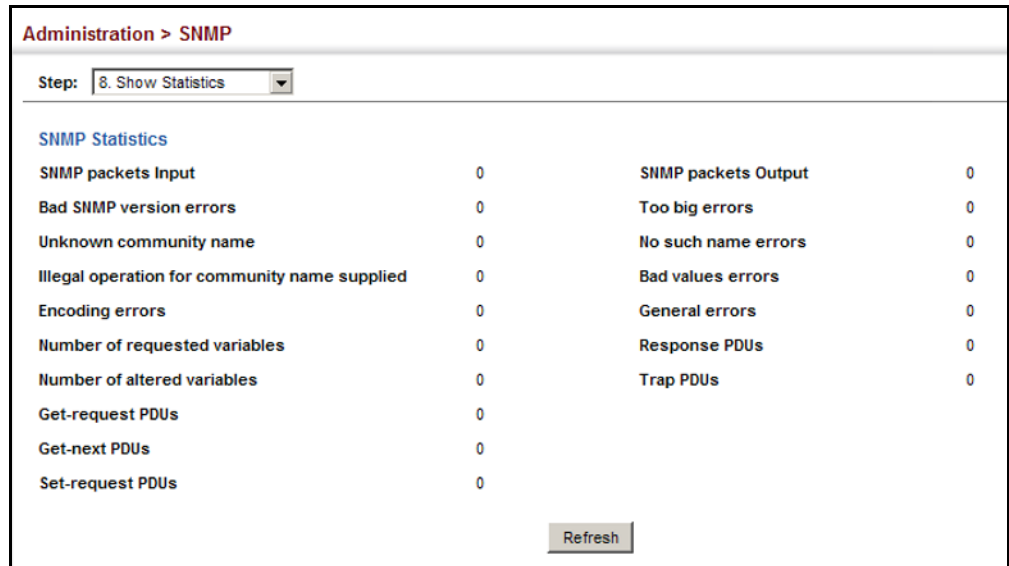 Administration > SNMP
Step: 8. Show Statistics
SNMP Statistics
SNMP packets Input 0 SNMP packets Output 0
Bad SNMP version errors 0 Too big errors 0
Unknown community name 0 No such name errors 0
Illegal operation for community name supplied 0 Bad values errors 0
Encoding errors 0 General errors 0
Number of requested variables 0 Response PDUs 0
Number of altered variables 0 Trap PDUs 0
Get-request PDUs 0
Get-next PDUs 0
Set-request PDUs 0
Refresh